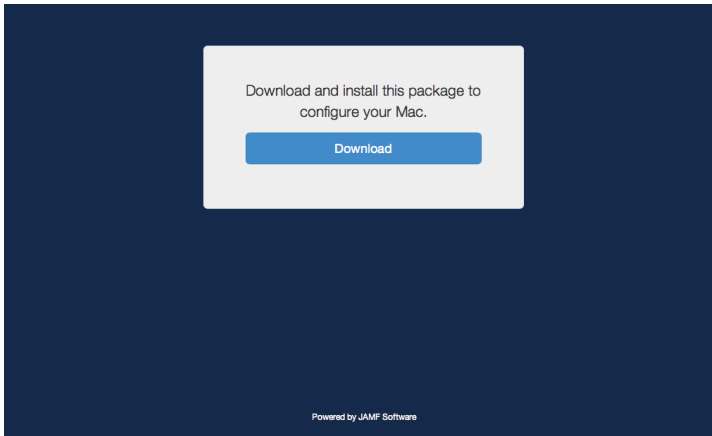 Download and install this package to
configure your Mac.
Download
Powered by JAMF Software